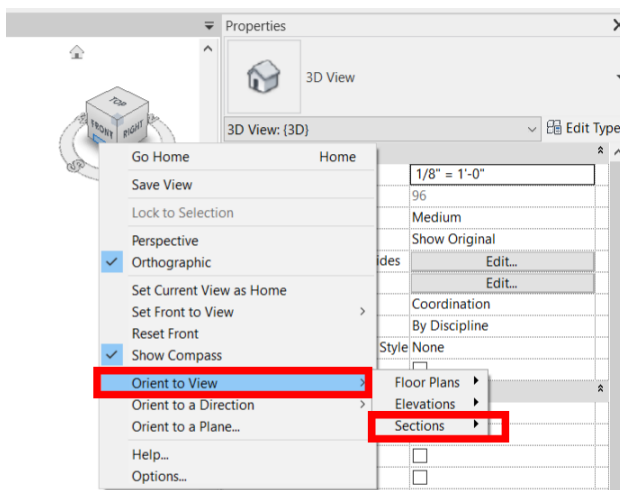 Properties
3D View
3D View: {3D}
Edit Type
TOP
FRONT
RIGHT
Go Home Home
Save View
Lock to Selection
Perspective
Orthographic
Set Current View as Home
Set Front to View
Reset Front
Show Compass
Orient to View
Orient to a Direction
Orient to a Plane...
Help...
Options...
Floor Plans
Elevations
Sections
1/8" = 1'-0"
96
Medium
Show Original
ides Edit...
Edit...
Coordination
By Discipline
Style None